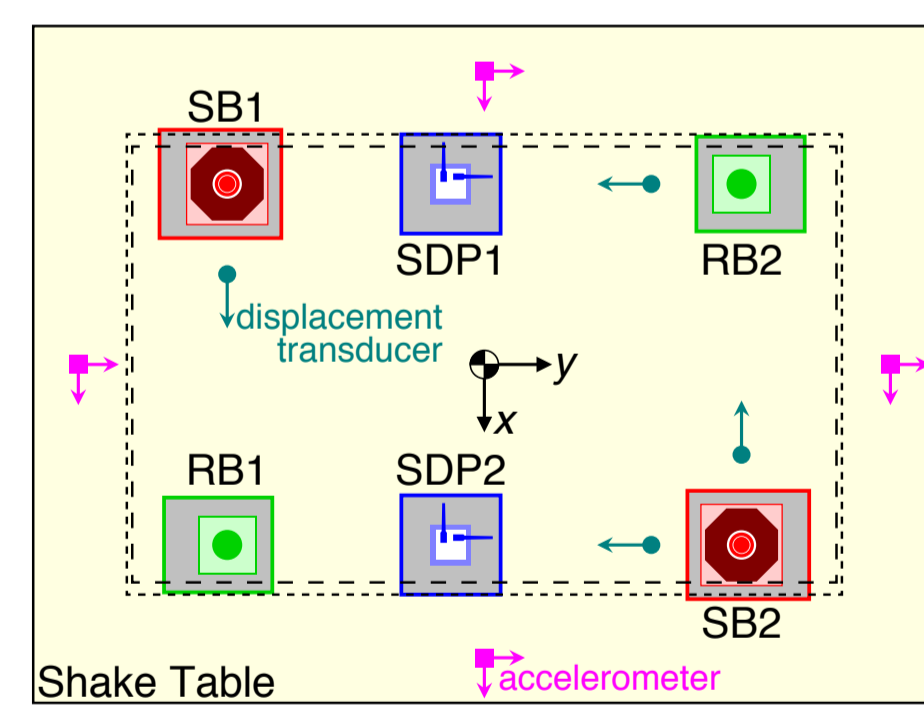 SB1
SDP1
RB2
displacement
transducer
y
x
RB1
SDP2
SB2
Shake Table
accelerometer